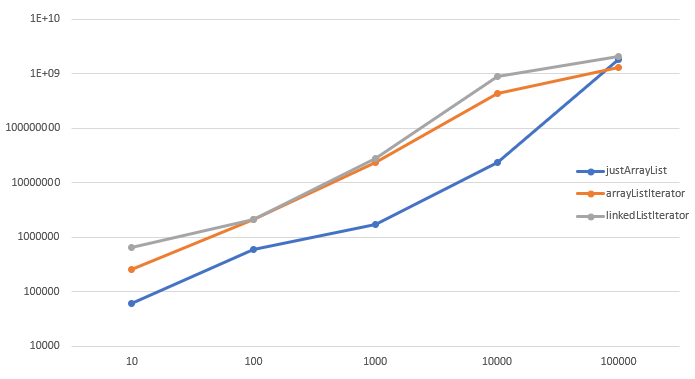 1E+10
1E+09
100000000
10000000
1000000
100000
10000
10 100 1000 10000 100000
justArrayList
arrayListIterator
linkedListIterator